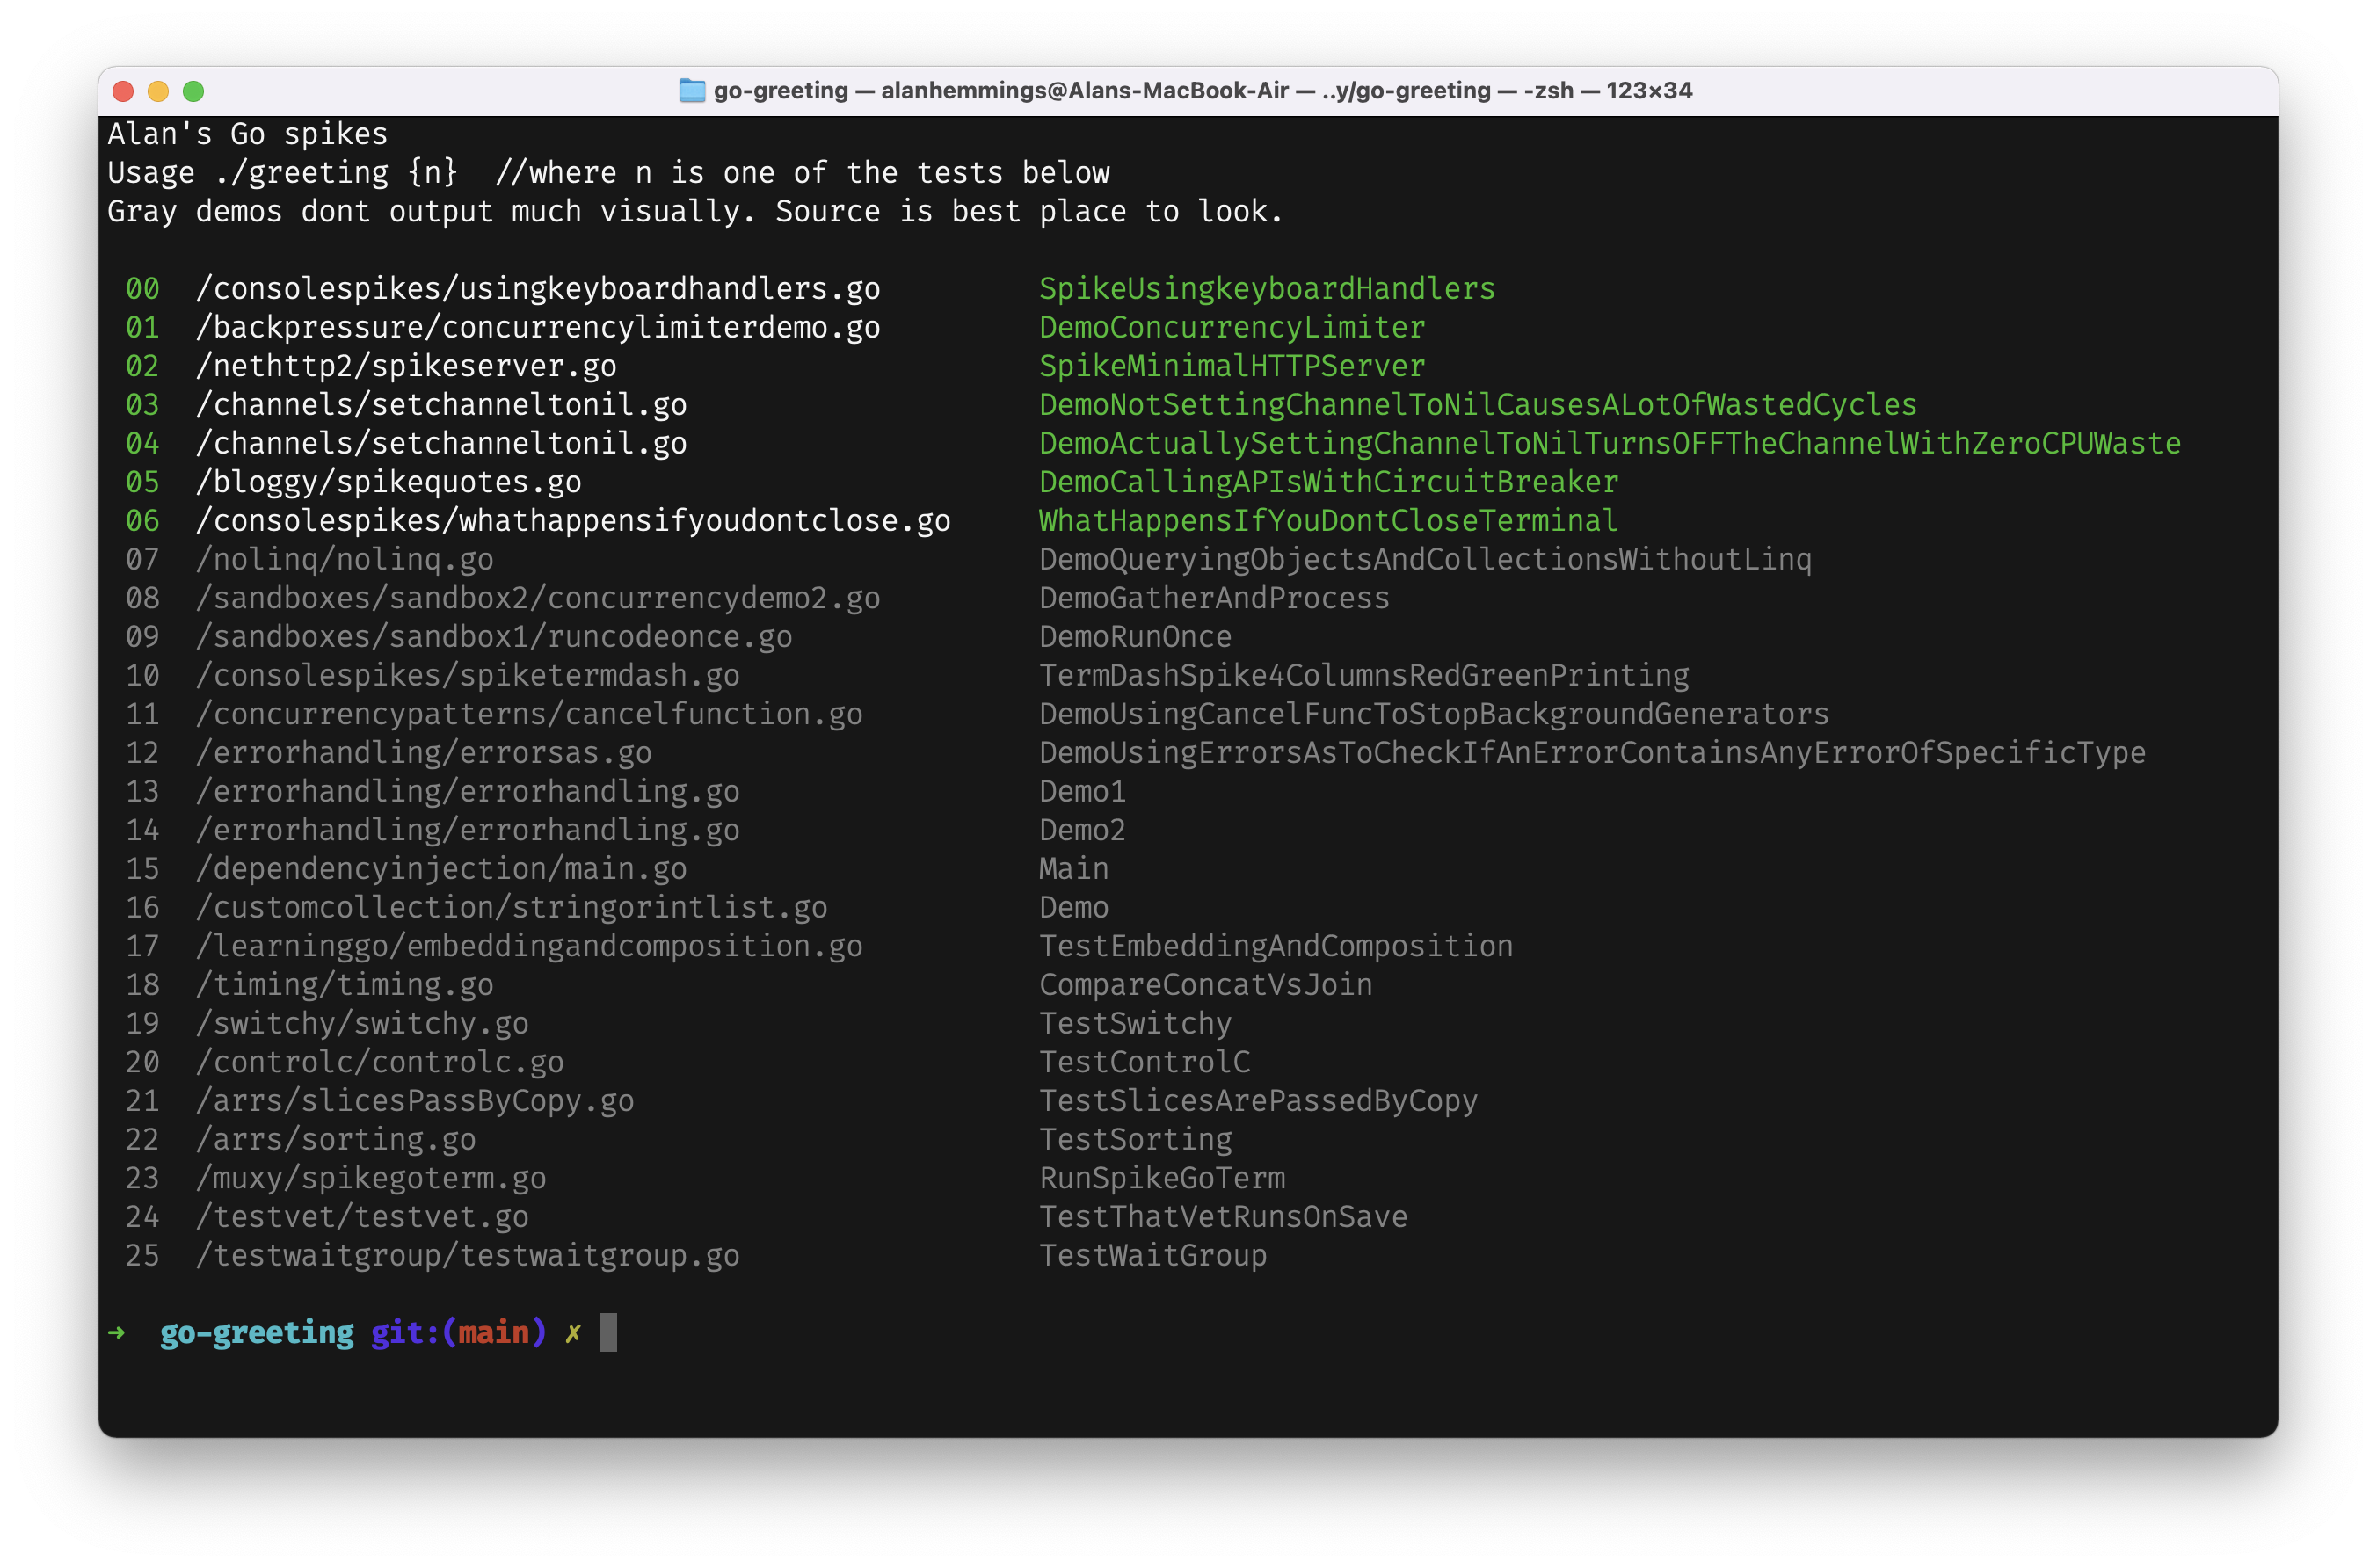 go-greeting — alanhemmings@Alans-MacBook-Air — ..y/go-greeting — -zsh — 123×34
Alan's Go spikes
Usage ./greeting {n}  //where n is one of the tests below
Gray demos dont output much visually. Source is best place to look.
00  /consolespikes/usingkeyboardhandlers.go  SpikeUsingkeyboardHandlers
01  /backpressure/concurrencylimiterdemo.go  DemoConcurrencyLimiter
02  /nethttp2/spikeserver.go  SpikeMinimalHTTPServer
03  /channels/setchanneltonil.go  DemoNotSettingChannelToNilCausesALotOfWastedCycles
04  /channels/setchanneltonil.go  DemoActuallySettingChannelToNilTurnsOFFTheChannelWithZeroCPUWaste
05  /bloggy/spikequotes.go  DemoCallingAPIsWithCircuitBreaker
06  /consolespikes/whathappensifyoudontclose.go  WhatHappensIfYouDontCloseTerminal
07  /nolinq/nolinq.go  DemoQueryingObjectsAndCollectionsWithoutLinq
08  /sandboxes/sandbox2/concurrencydemo2.go  DemoGatherAndProcess
09  /sandboxes/sandbox1/runcodeonce.go  DemoRunOnce
10  /consolespikes/spiketermdash.go  TermDashSpike4ColumnsRedGreenPrinting
11  /concurrencypatterns/cancelfunction.go  DemoUsingCancelFuncToStopBackgroundGenerators
12  /errorhandling/errorsas.go  DemoUsingErrorsAsToCheckIfAnErrorContainsAnyErrorOfSpecificType
13  /errorhandling/errorhandling.go  Demo1
14  /errorhandling/errorhandling.go  Demo2
15  /dependencyinjection/main.go  Main
16  /customcollection/stringorintlist.go  Demo
17  /learninggo/embeddingandcomposition.go  TestEmbeddingAndComposition
18  /timing/timing.go  CompareConcatVsJoin
19  /switchy/switchy.go  TestSwitchy
20  /controlc/controlc.go  TestControlC
21  /arrs/slicesPassByCopy.go  TestSlicesArePassedByCopy
22  /arrs/sorting.go  TestSorting
23  /muxy/spikegoterm.go  RunSpikeGoTerm
24  /testvet/testvet.go  TestThatVetRunsOnSave
25  /testwaitgroup/testwaitgroup.go  TestWaitGroup
➜  go-greeting git:(main) ✗